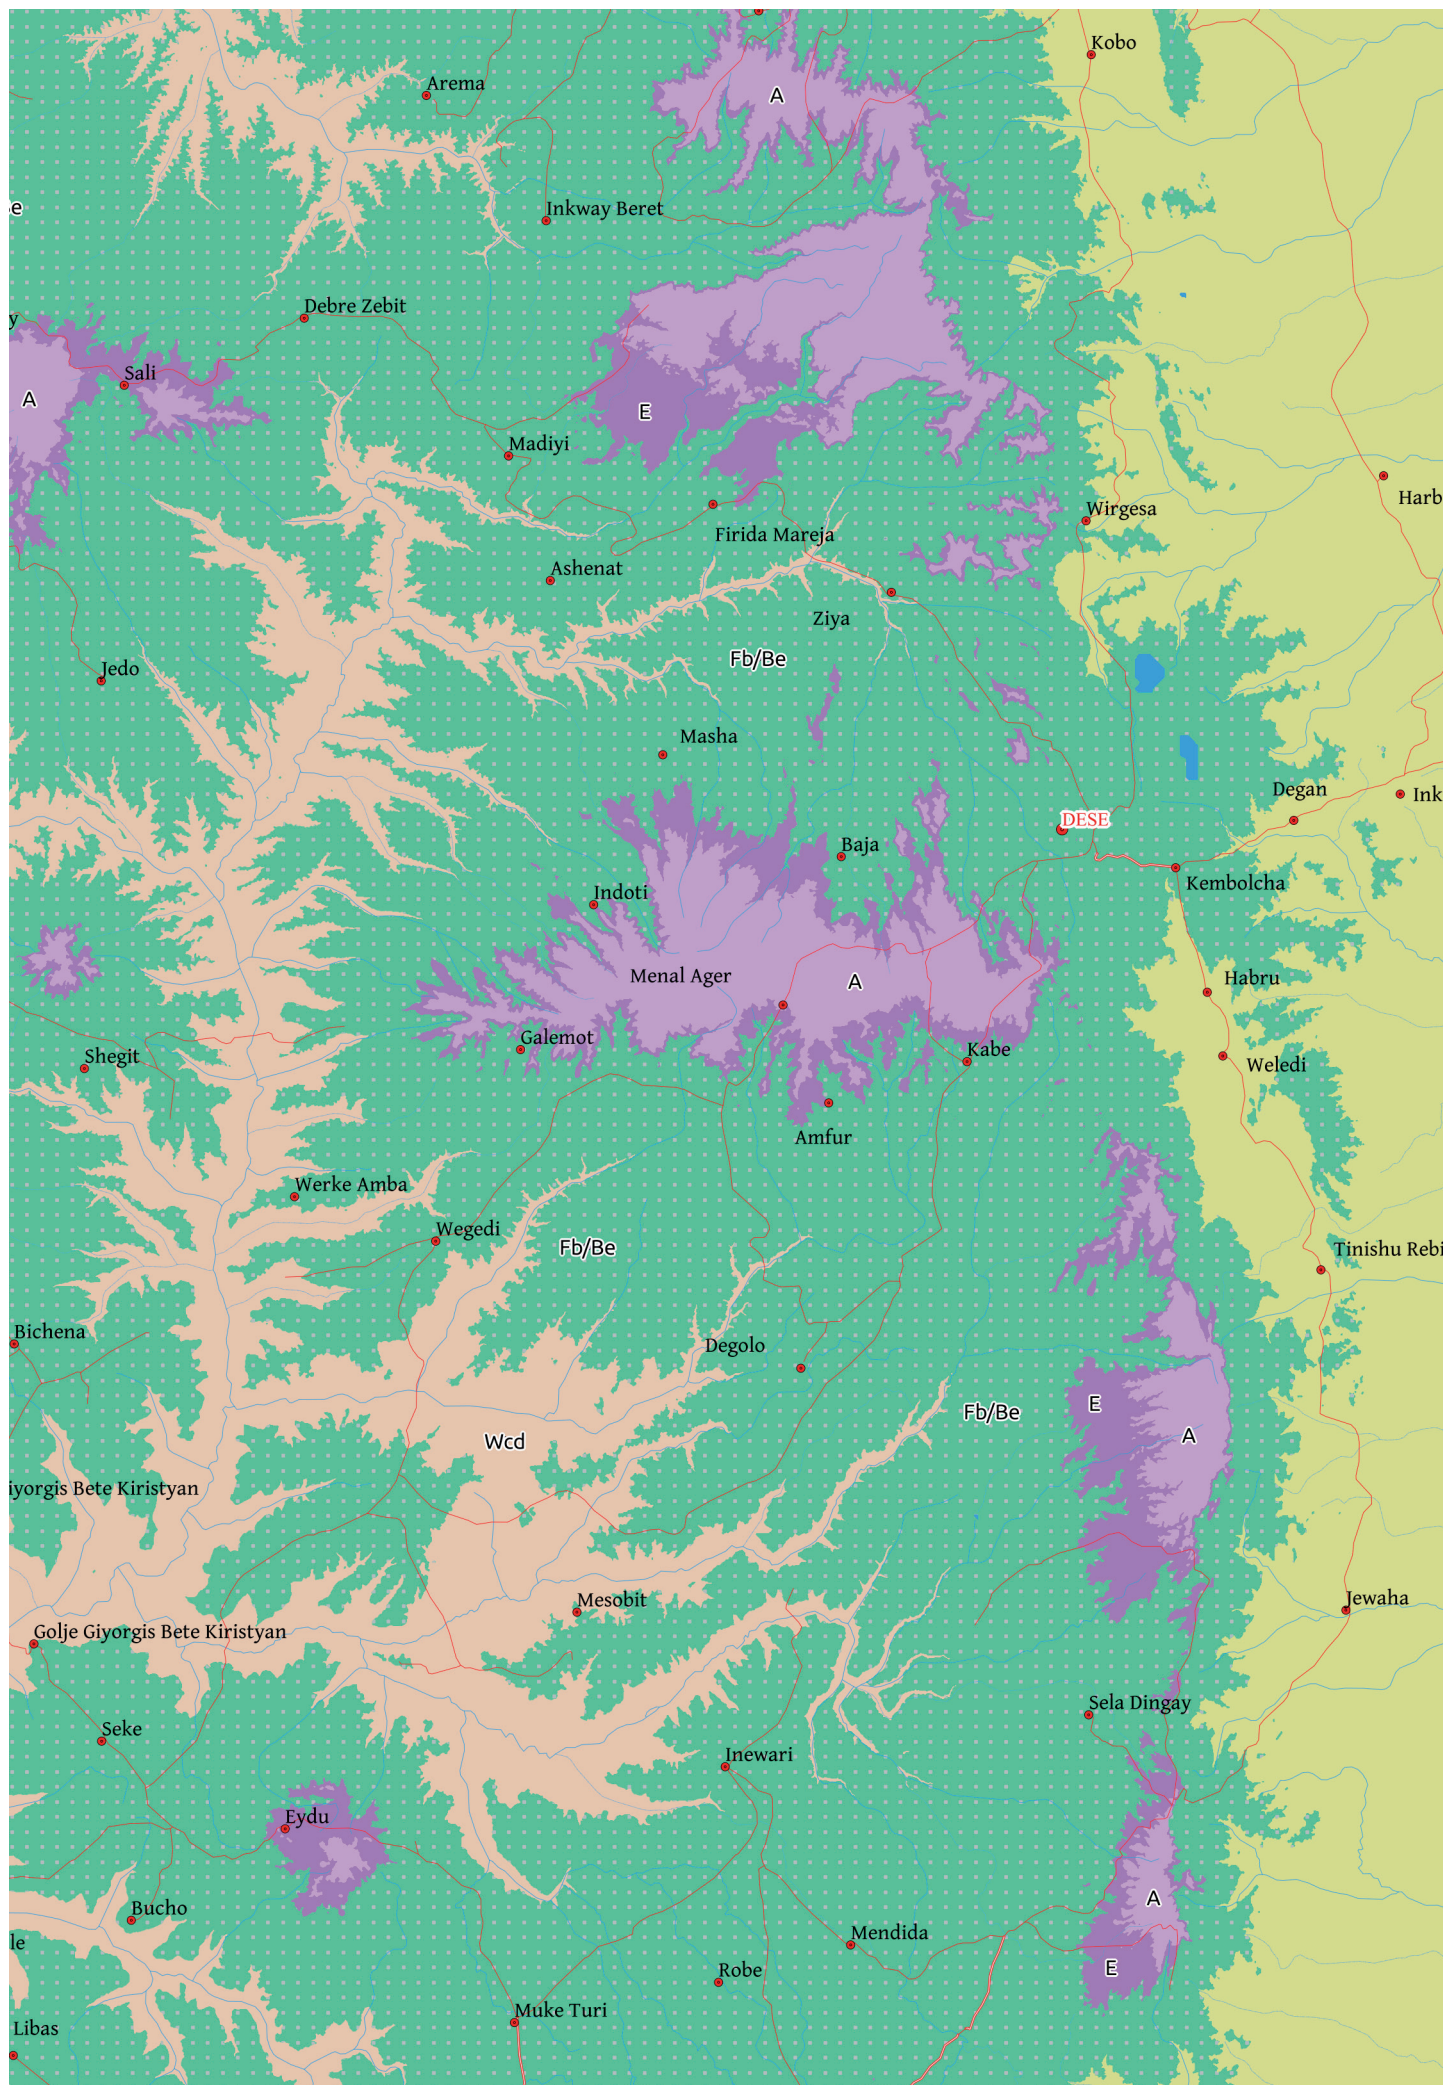 Kobo
Arema
A
Be
Inkway Beret
Debre Zebit
y
Sali
A
E
Madiyi
Harb
Wirgesa
Firida Mareja
Ashenat
Ziya
Fb/Be
Jedo
Masha
Degan
Ink
DESE
Baja
Kembolcha
Indoti
Menal Ager
A
Habru
Galemot
Kabe
Shegit
Weledi
Amfur
Werke Amba
Wegedi
Fb/Be
Tinishu Rebi
Bichena
Degolo
E
Fb/Be
A
Wcd
iyorgis Bete Kiristyan
Mesobit
Jewaha
Golje Giyorgis Bete Kiristyan
Sela Dingay
Seke
Inewari
Eydu
A
Bucho
Mendida
le
E
Robe
Muke Turi
Libas